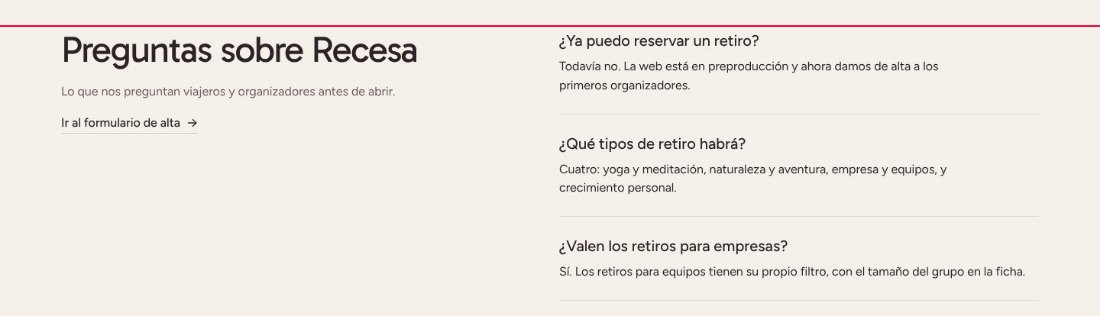 Preguntas sobre Recesa
Lo que nos preguntan viajeros y organizadores antes de abrir.
Ir al formulario de alta →
¿Ya puedo reservar un retiro?
Todavía no. La web está en preproducción y ahora damos de alta a los
primeros organizadores.
¿Qué tipos de retiro habrá?
Cuatro: yoga y meditación, naturaleza y aventura, empresa y equipos, y
crecimiento personal.
¿Valen los retiros para empresas?
Sí. Los retiros para equipos tienen su propio filtro, con el tamaño del grupo en la ficha.